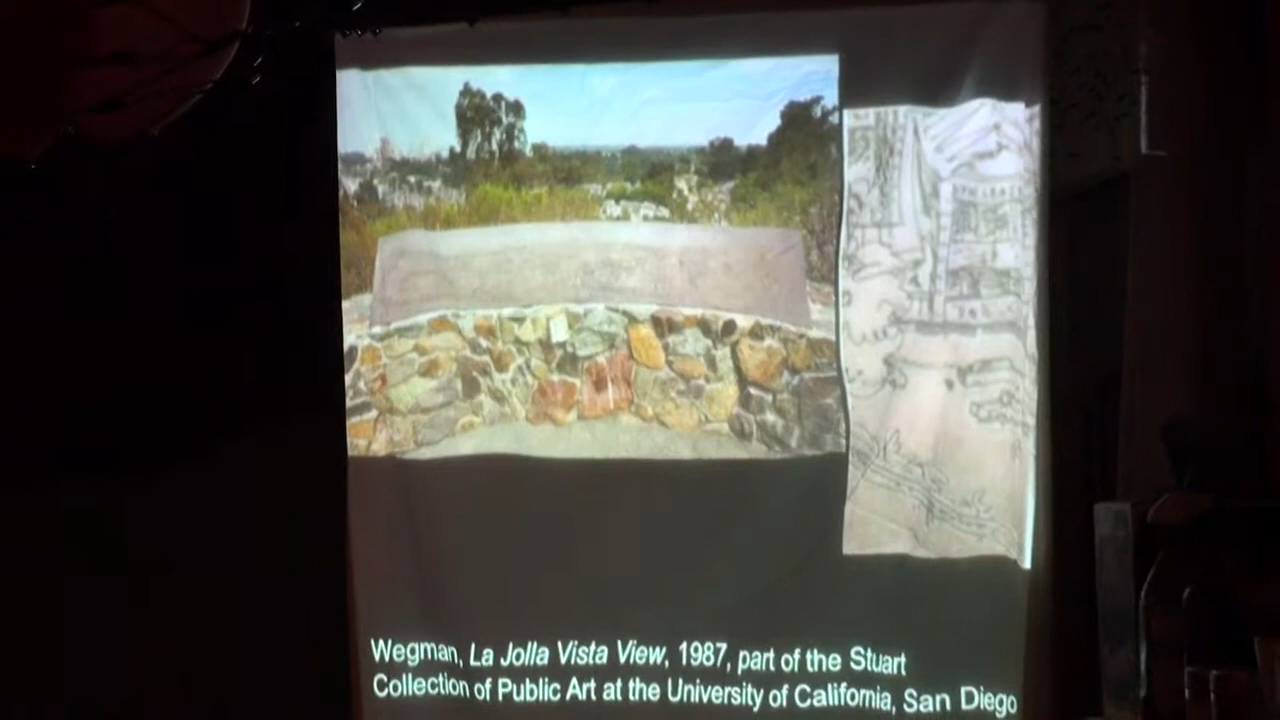 Wegman, La Jolla Vista View, 1987, part of the Stuart
Collection of Public Art at the University of California, San Diego